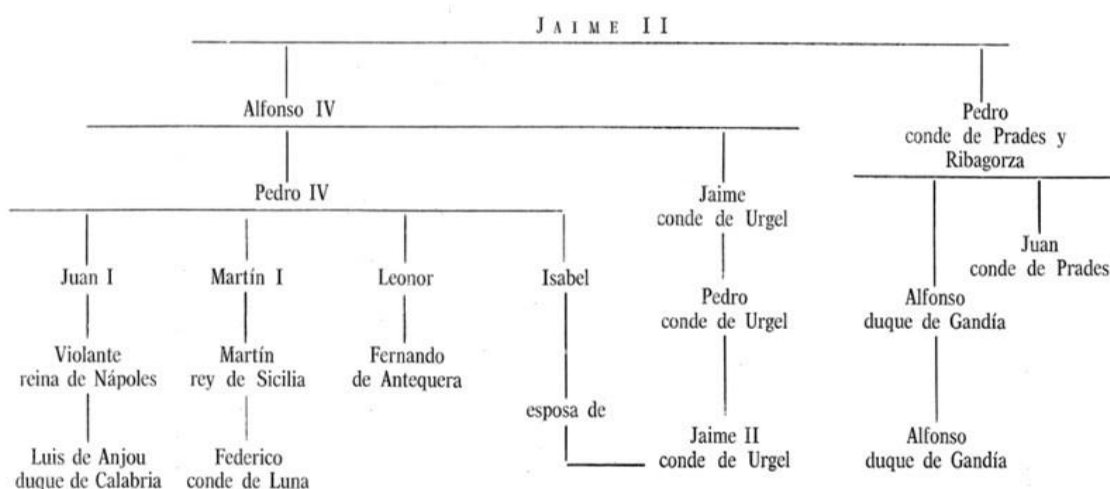 JAIME II
Alfonso IV
Pedro
conde de Prades y
Ribagorza
Pedro IV
Jaime
conde de Urgel
Juan
conde de Prades
Juan I
Martín I
Leonor
Isabel
Pedro
conde de Urgel
Alfonso
duque de Gandía
Violante
reina de Nápoles
Martín
rey de Sicilia
Fernando
de Antequera
esposa de
Luis de Anjou
duque de Calabria
Federico
conde de Luna
Jaime II
conde de Urgel
Alfonso
duque de Gandía